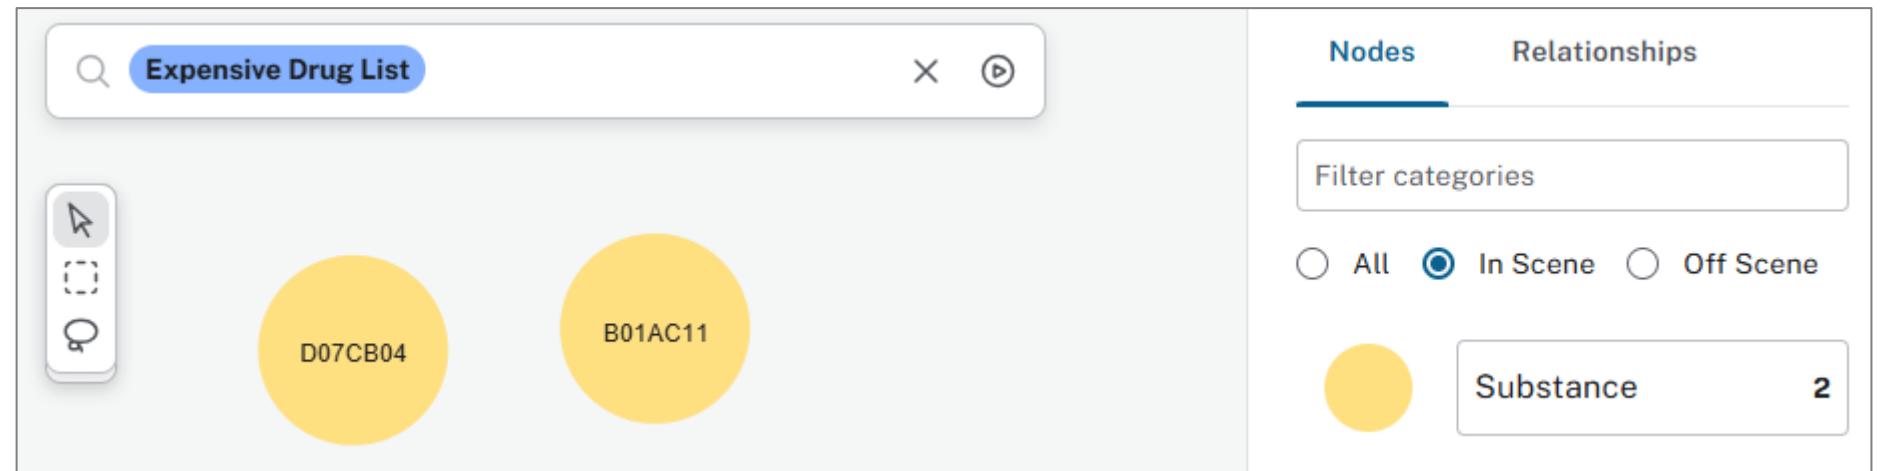 Expensive Drug List
D07CB04
B01AC11
Nodes Relationships
Filter categories
All In Scene Off Scene
Substance 2